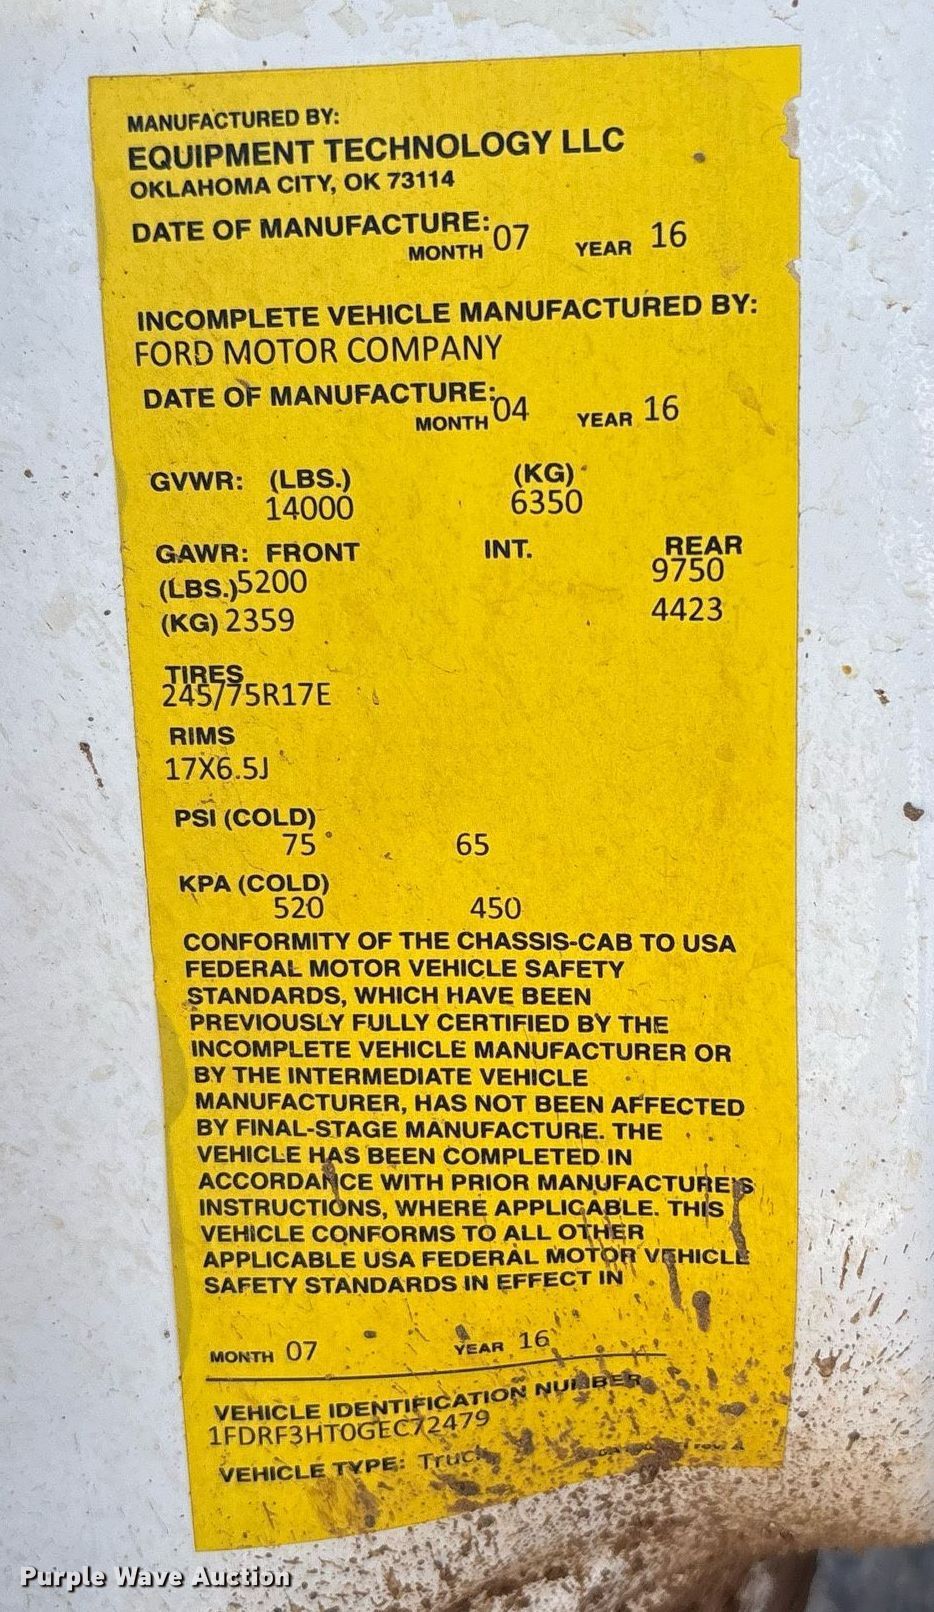 MANUFACTURED BY:
EQUIPMENT TECHNOLOGY LLC
OKLAHOMA CITY, OK 73114
DATE OF MANUFACTURE:
MONTH 07 YEAR 16
INCOMPLETE VEHICLE MANUFACTURED BY:
FORD MOTOR COMPANY
DATE OF MANUFACTURE:
MONTH 04 YEAR 16
GVWR: (LBS.) (KG)
14000 6350
GAWR: FRONT INT. REAR
(LBS.) 5200 9750
(KG) 2359 4423
TIRES
245/75R17E
RIMS
17X6.5J
PSI (COLD)
75 65
KPA (COLD)
520 450
CONFORMITY OF THE CHASSIS-CAB TO USA
FEDERAL MOTOR VEHICLE SAFETY
STANDARDS, WHICH HAVE BEEN
PREVIOUSLY FULLY CERTIFIED BY THE
INCOMPLETE VEHICLE MANUFACTURER OR
BY THE INTERMEDIATE VEHICLE
MANUFACTURER, HAS NOT BEEN AFFECTED
BY FINAL-STAGE MANUFACTURE. THE
VEHICLE HAS BEEN COMPLETED IN
ACCORDANCE WITH PRIOR MANUFACTURE'S
INSTRUCTIONS, WHERE APPLICABLE. THIS
VEHICLE CONFORMS TO ALL OTHER
APPLICABLE USA FEDERAL MOTOR VEHICLE
SAFETY STANDARDS IN EFFECT IN
MONTH 07 YEAR 16
VEHICLE IDENTIFICATION NUMBER
1FDRF3HT0GEC72479
VEHICLE TYPE: Truck
Purple Wave Auction